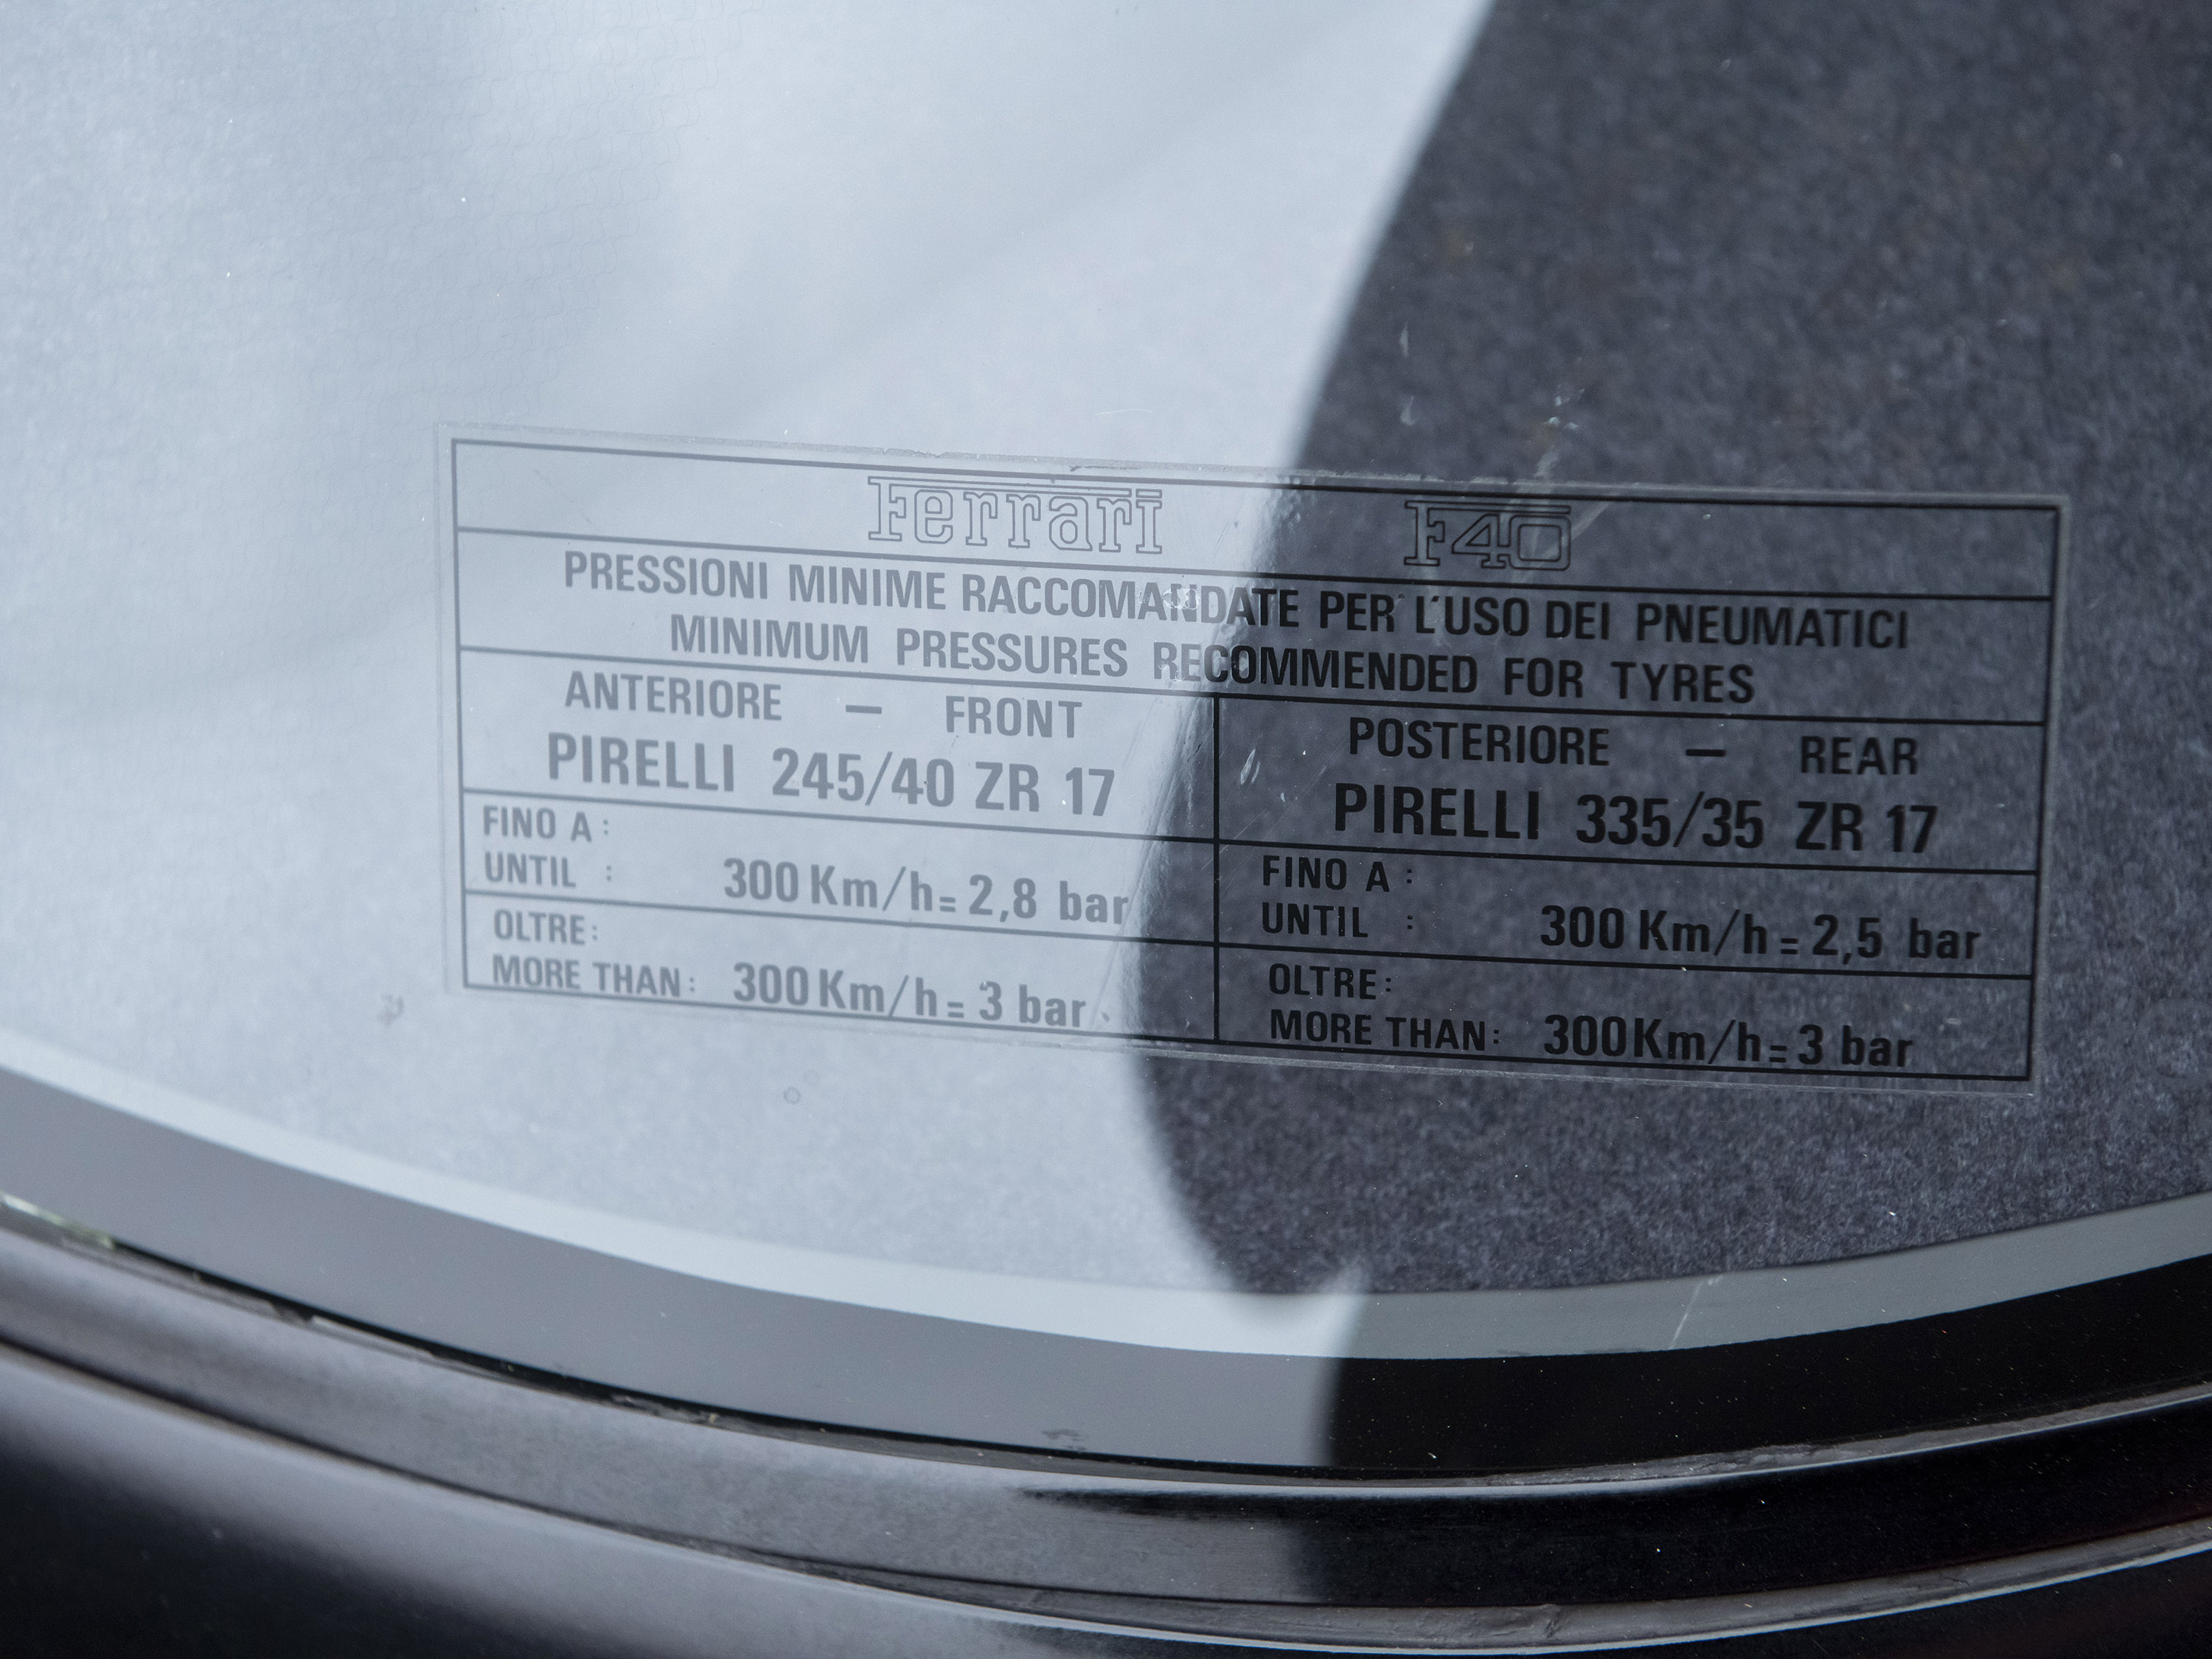 Ferrari F40
PRESSIONI MINIME RACCOMANDATE PER L'USO DEI PNEUMATICI
MINIMUM PRESSURES RECOMMENDED FOR TYRES
ANTERIORE — FRONT
PIRELLI 245/40 ZR 17
FINO A :
UNTIL : 300 Km/h = 2,8 bar
OLTRE:
MORE THAN: 300 Km/h = 3 bar
POSTERIORE — REAR
PIRELLI 335/35 ZR 17
FINO A :
UNTIL : 300 Km/h = 2,5 bar
OLTRE:
MORE THAN: 300 Km/h = 3 bar